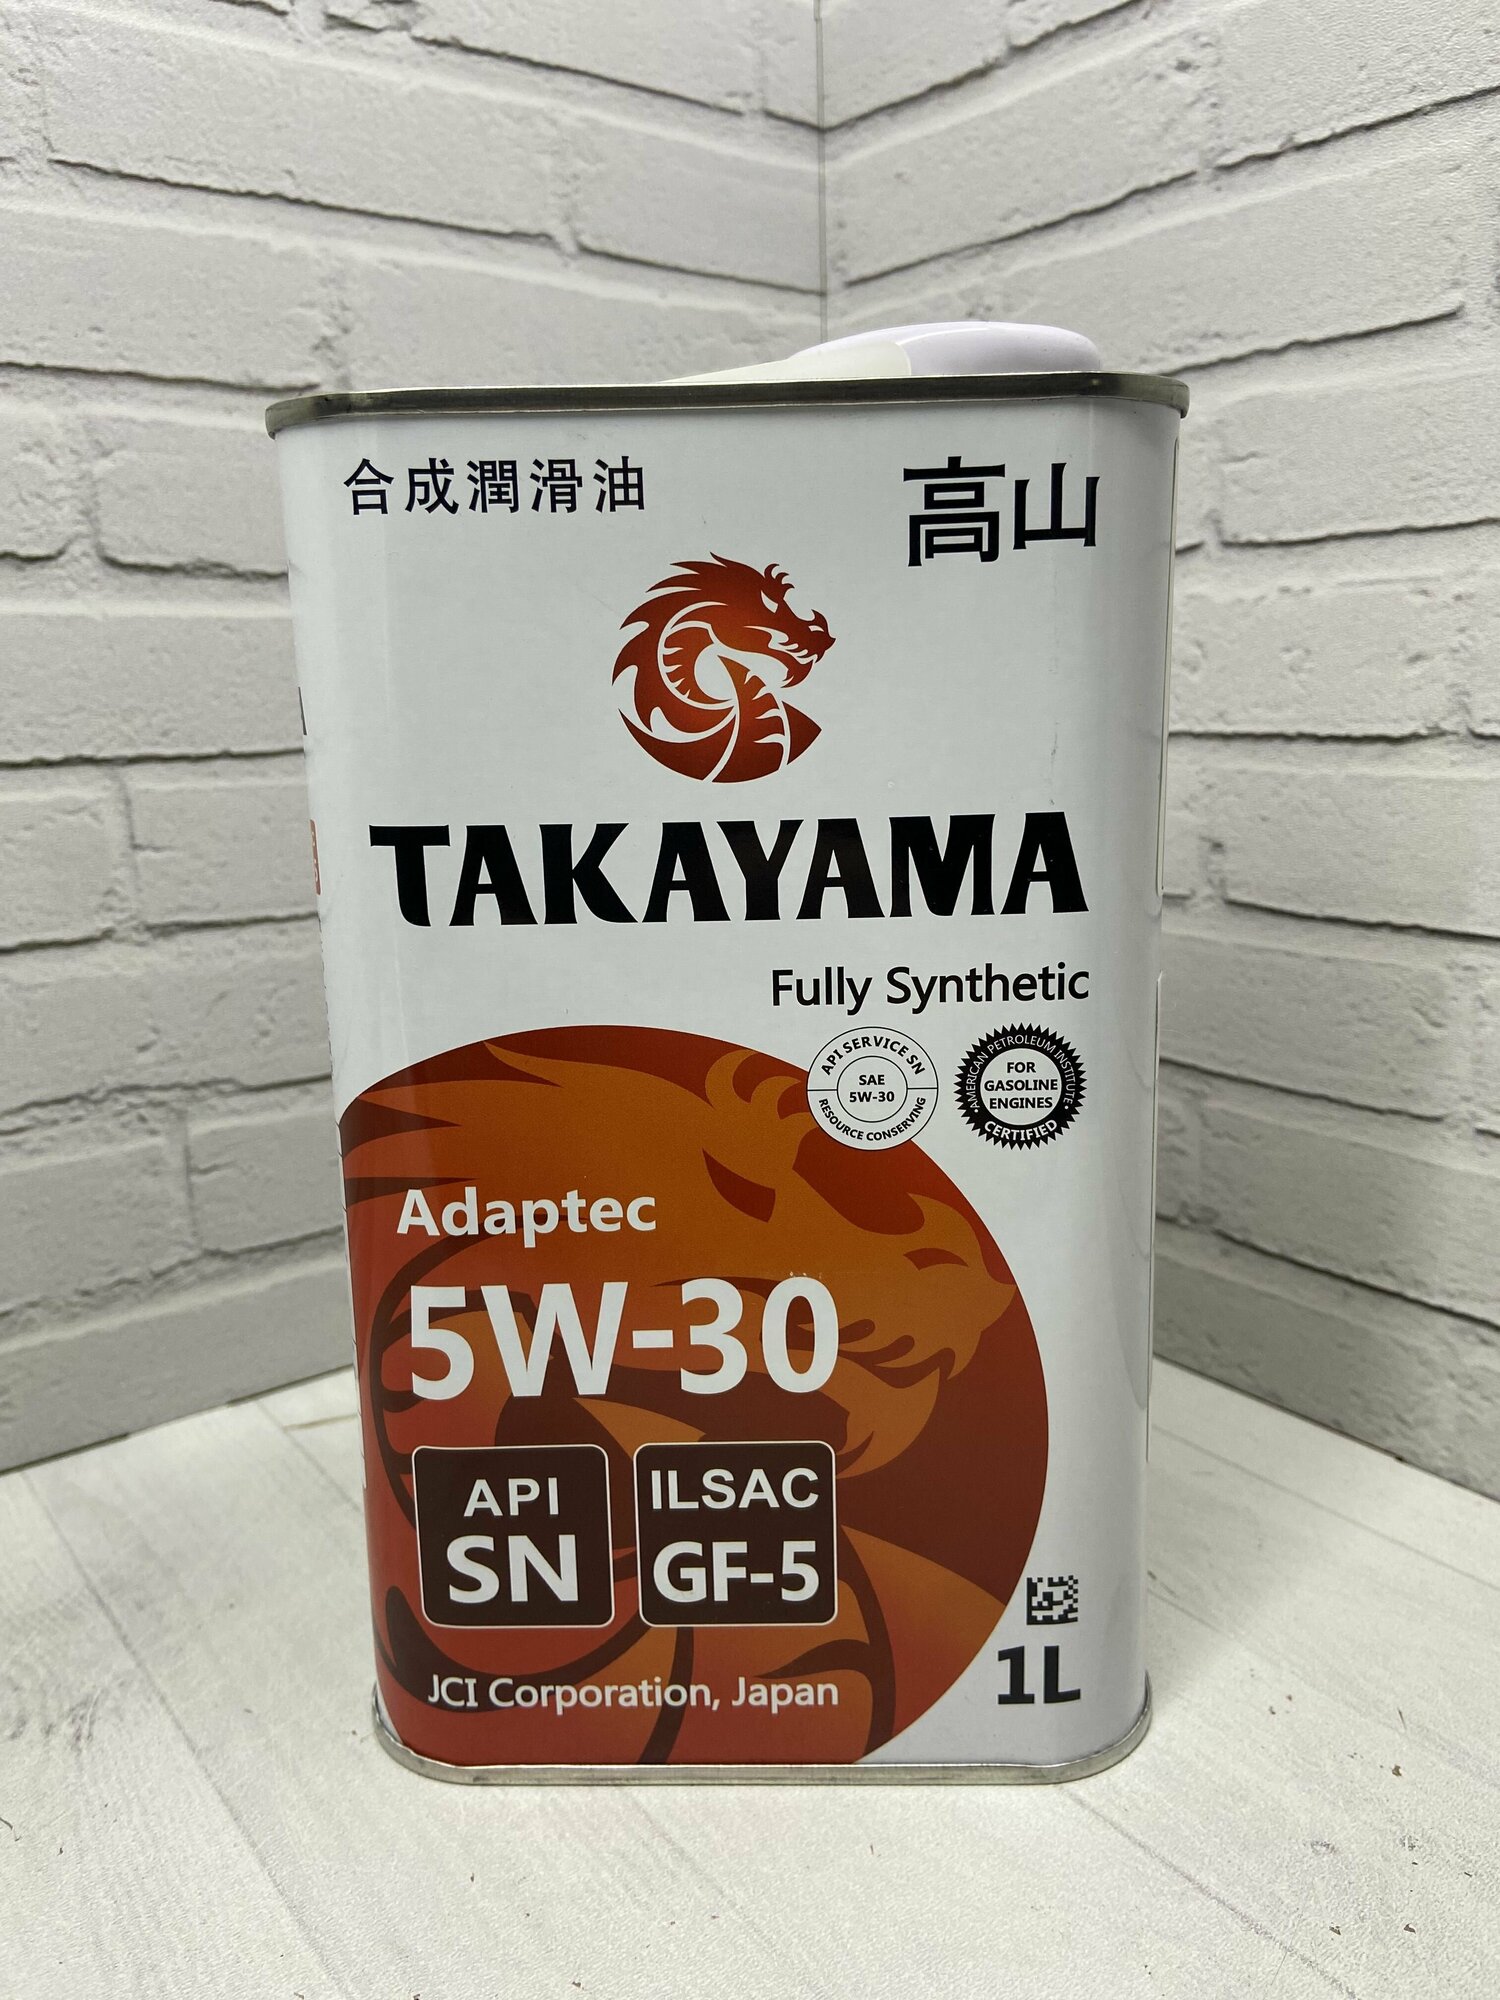 合成潤滑油
高山
TAKAYAMA
Fully Synthetic
API SERVICE SN
SAE
5W-30
RESOURCE CONSERVING
AMERICAN PETROLEUM INSTITUTE
FOR
GASOLINE
ENGINES
CERTIFIED
Adaptec
5W-30
API
SN
ILSAC
GF-5
JCI Corporation, Japan
1L